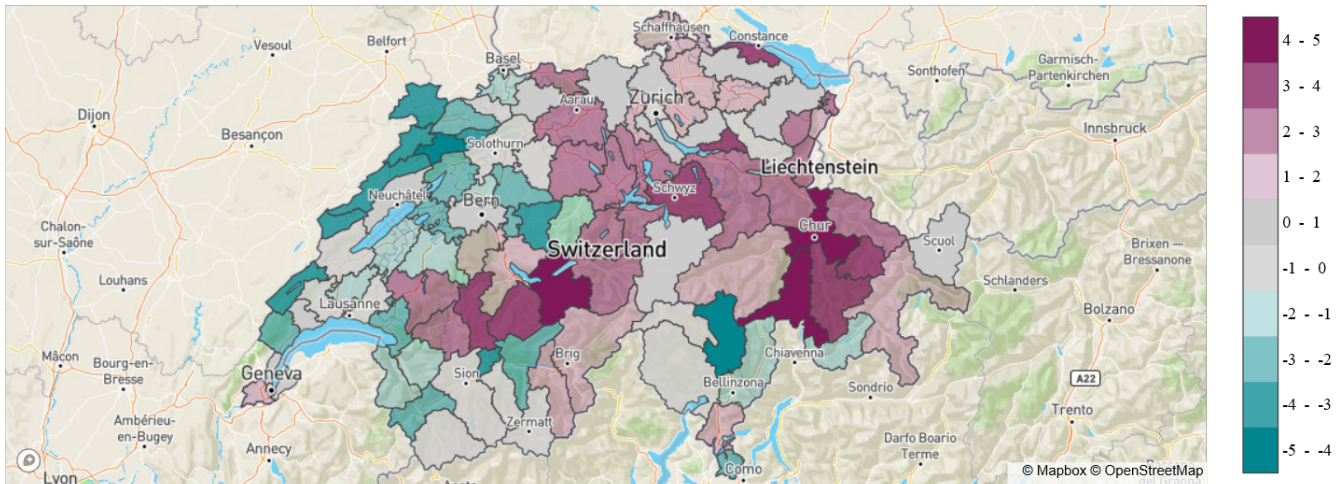 Schaffhausen
Constance
Vesoul
Belfort
Basel
Sonthofen
Garmisch-
Partenkirchen
Dijon
Aarau
Zurich
Innsbruck
Besançon
Solothurn
Liechtenstein
Neuchâtel
Schwyz
Bern
Chur
Chalon-
sur-Saône
Switzerland
Scuol
Brixen —
Bressanone
Louhans
Lausanne
Schlanders
Bolzano
Mâcon
Bourg-en-
Bresse
Brig
Chiavenna
Geneva
Sion
Bellinzona
Sondrio
A22
Ambérieu-
en-Bugey
Zermatt
Trento
Annecy
Darfo Boario
Terme
Como
Lyon
© Mapbox © OpenStreetMap
4 - 5
3 - 4
2 - 3
1 - 2
0 - 1
-1 - 0
-2 - -1
-3 - -2
-4 - -3
-5 - -4